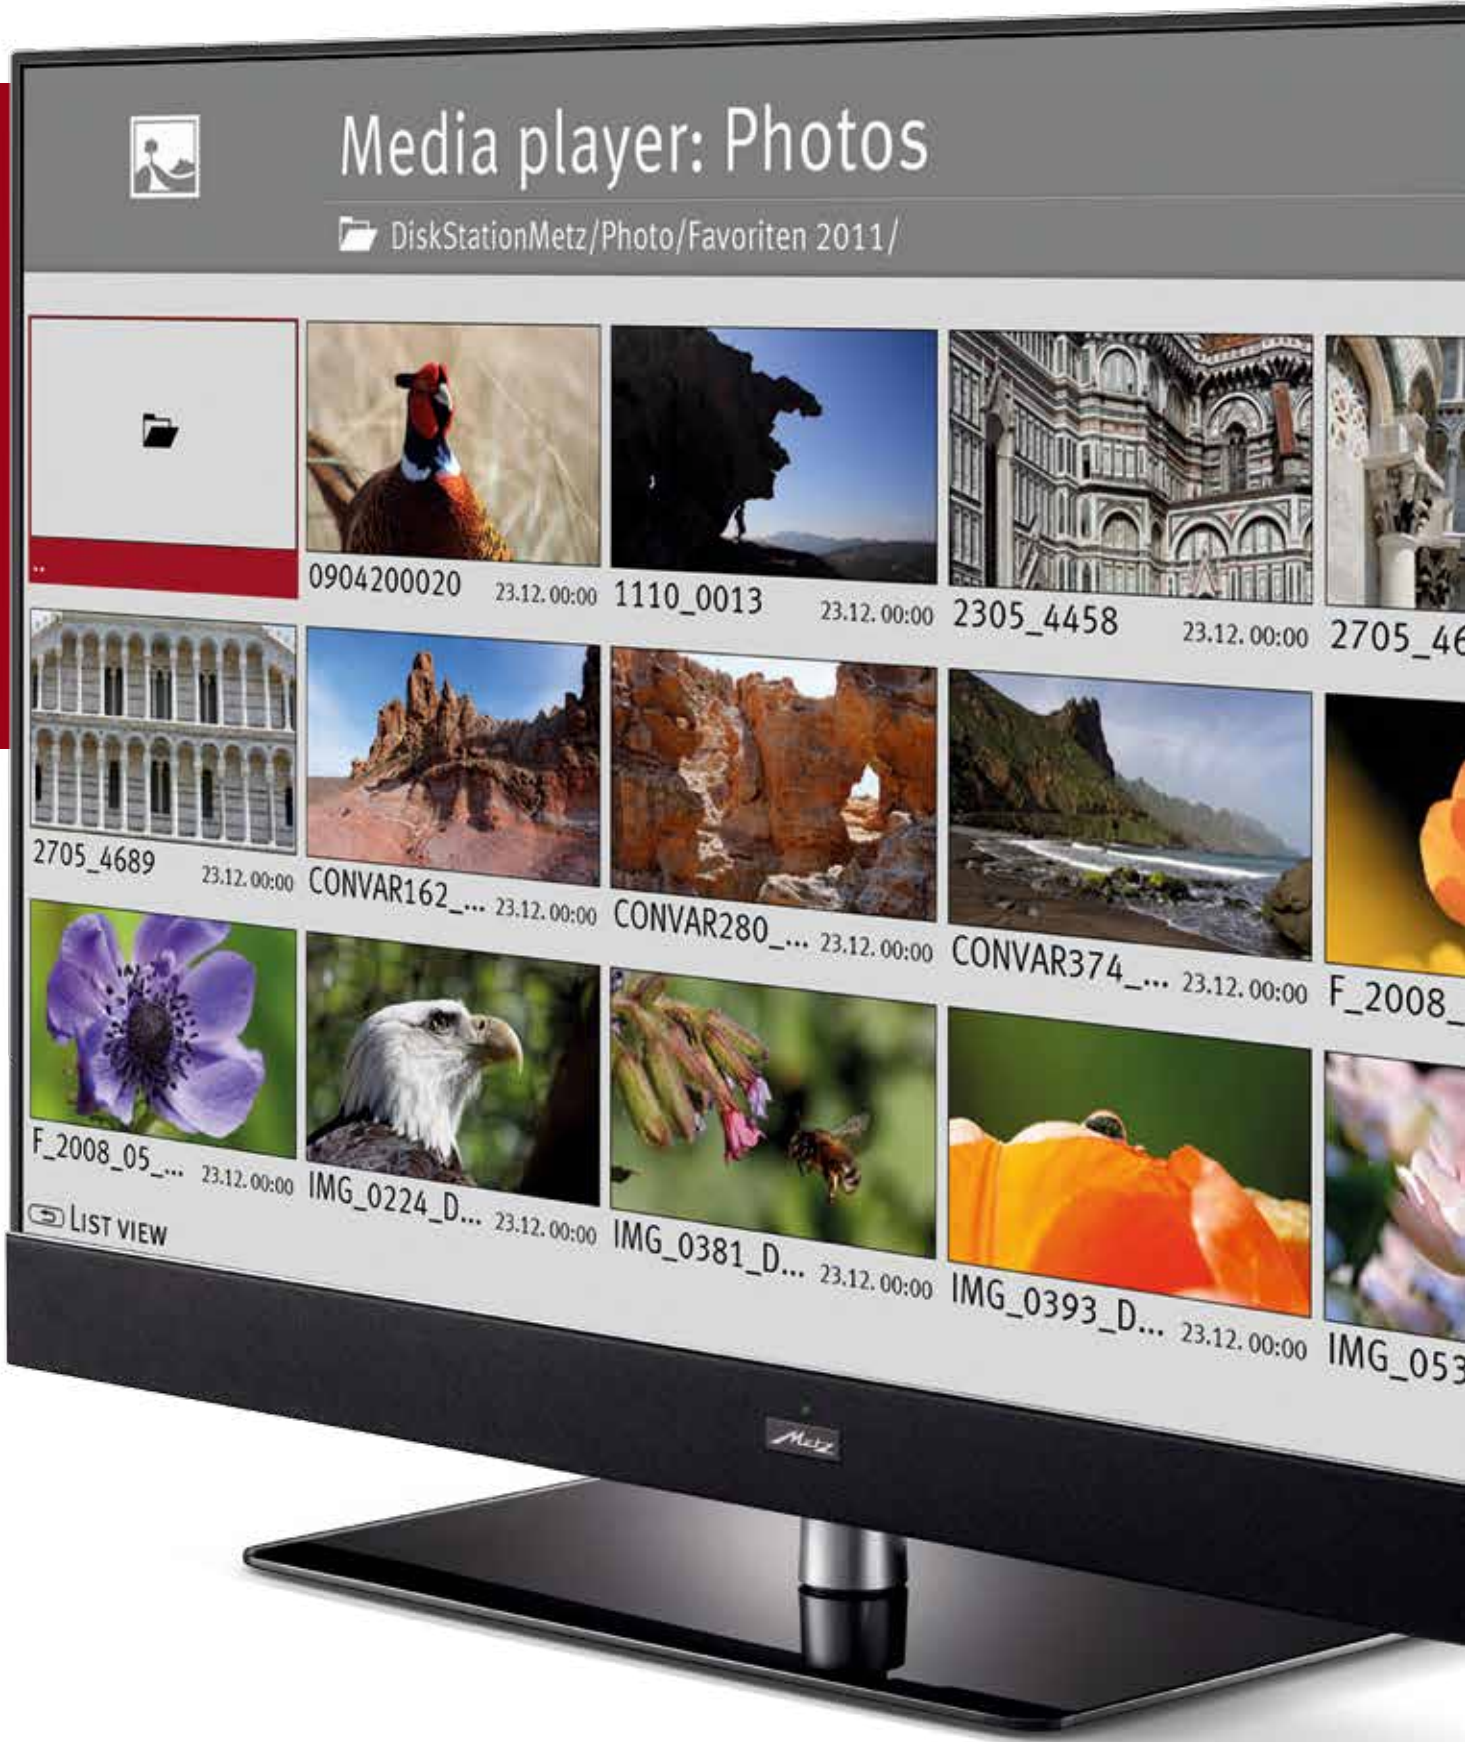 Media player: Photos
DiskStationMetz/Photo/Favoriten 2011/
..
0904200020 23.12. 00:00
1110_0013 23.12. 00:00
2305_4458 23.12. 00:00
2705_46
2705_4689 23.12. 00:00
CONVAR162_... 23.12. 00:00
CONVAR280_... 23.12. 00:00
CONVAR374_... 23.12. 00:00
F_2008_
F_2008_05_... 23.12. 00:00
IMG_0224_D... 23.12. 00:00
IMG_0381_D... 23.12. 00:00
IMG_0393_D... 23.12. 00:00
IMG_053
LIST VIEW
Metz